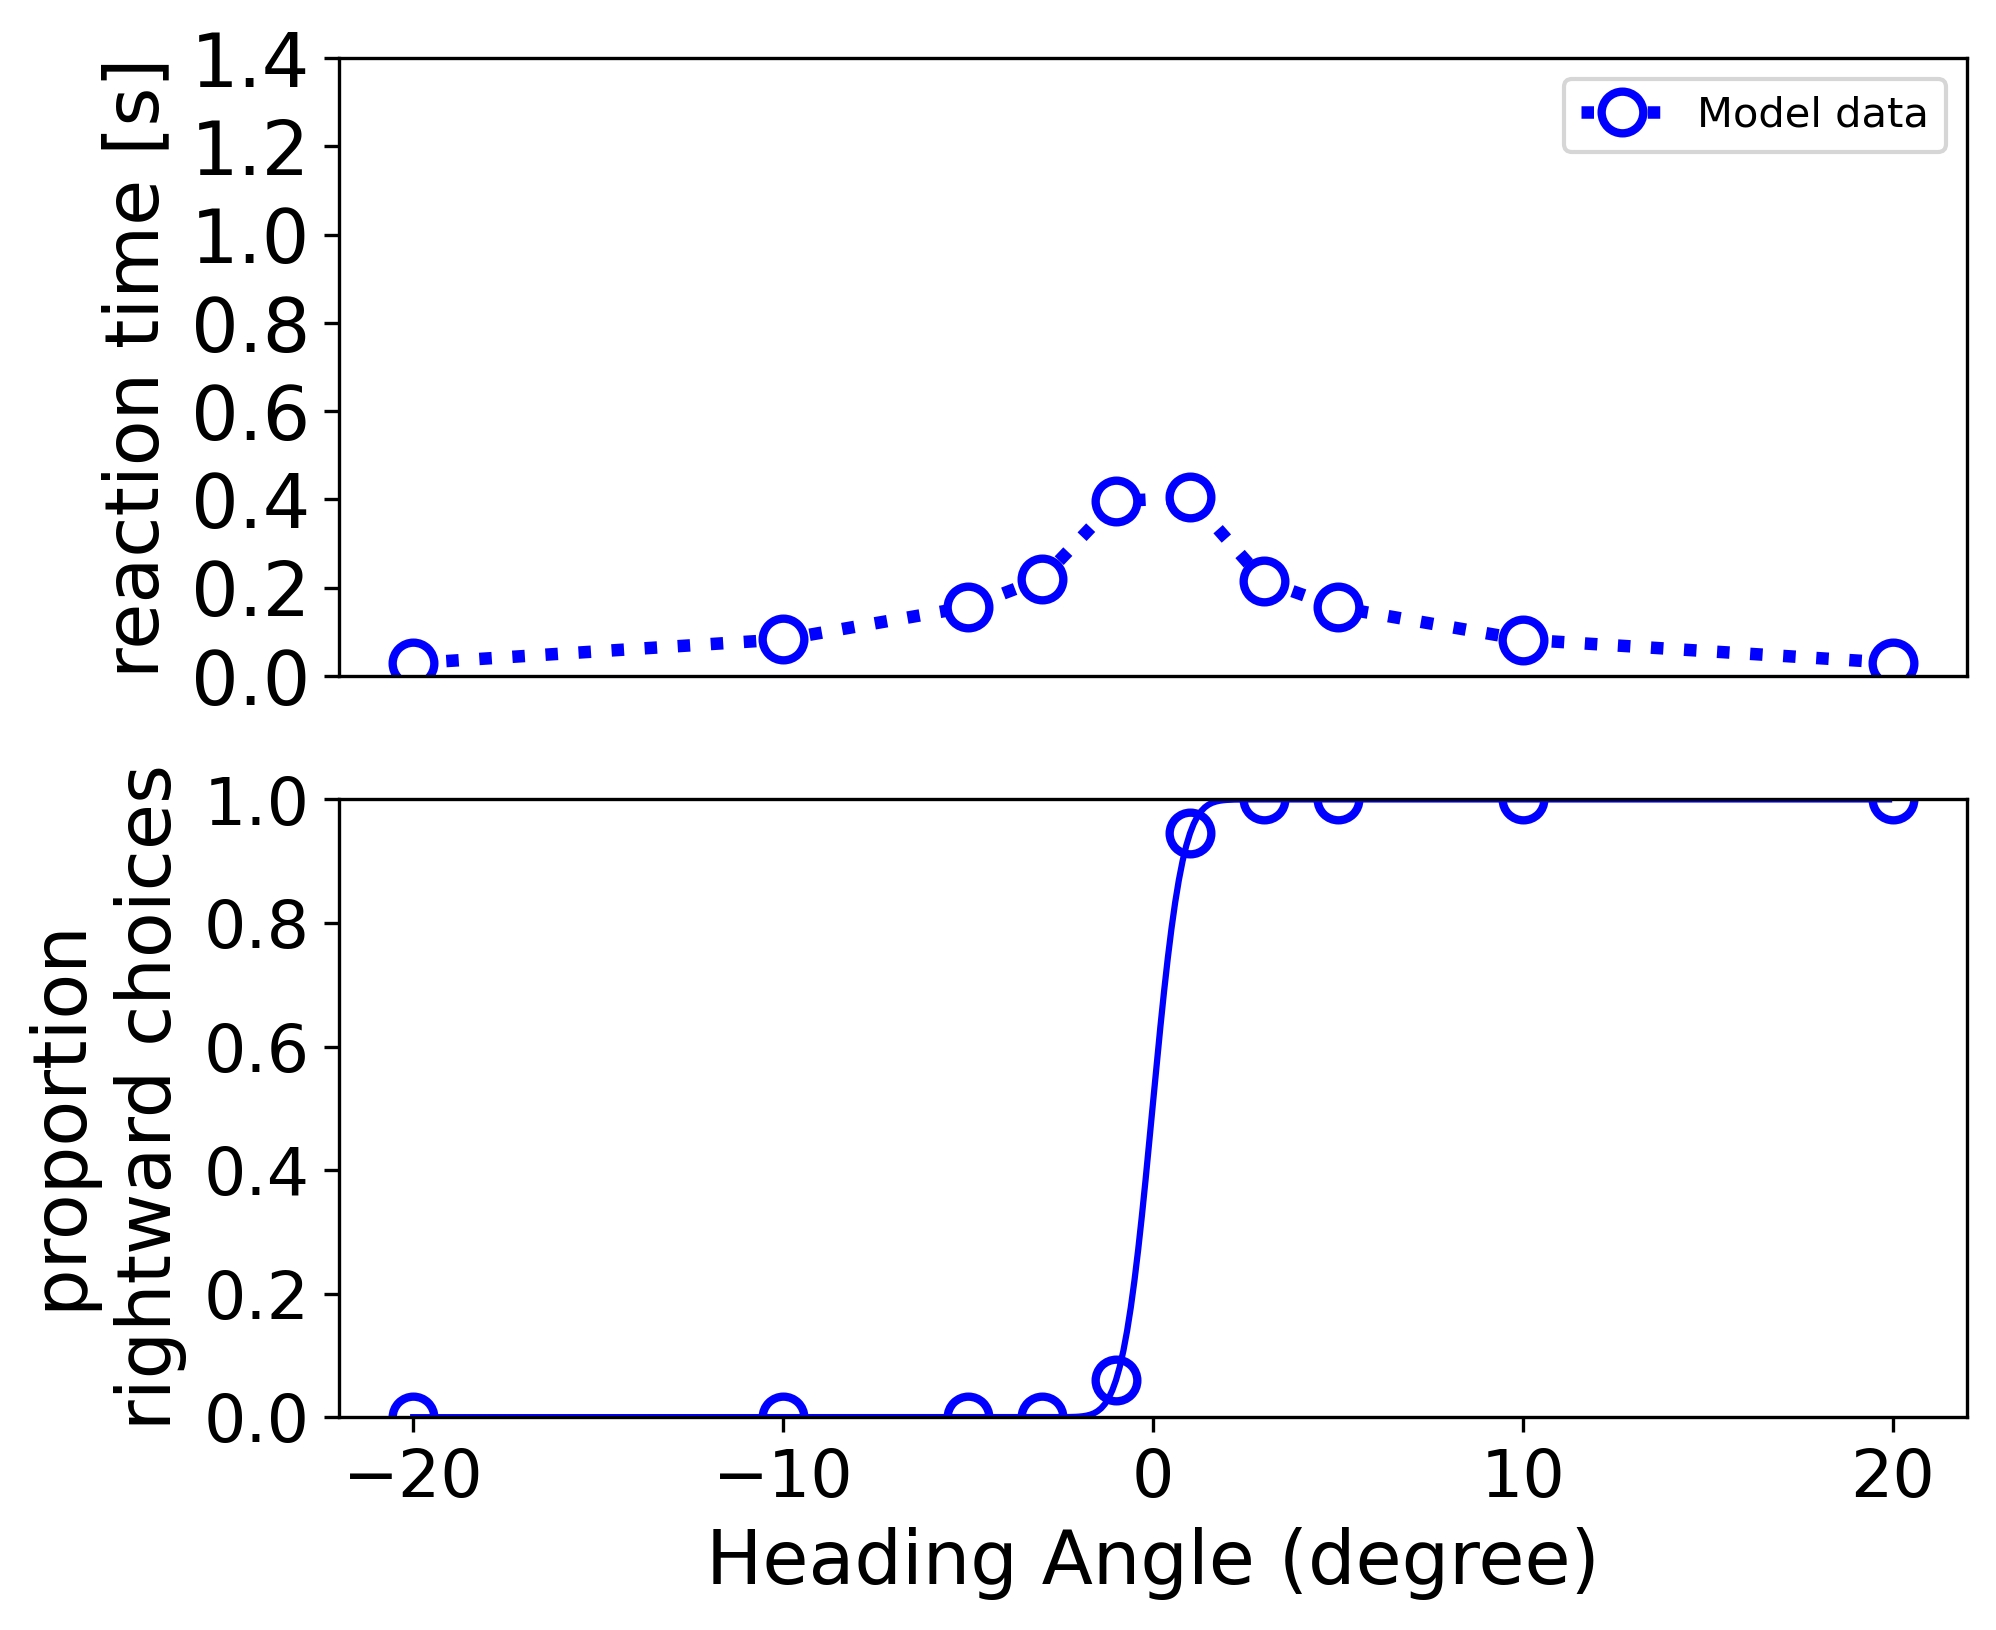 reaction time [s]
1.4
1.2
1.0
0.8
0.6
0.4
0.2
0.0
Model data
proportion
rightward choices
1.0
0.8
0.6
0.4
0.2
0.0
−20 −10 0 10 20
Heading Angle (degree)